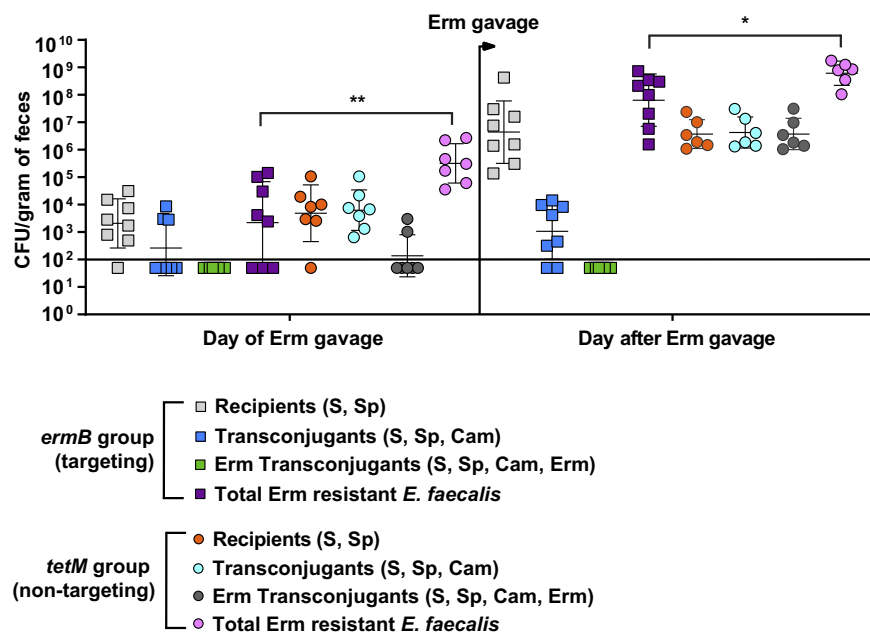 Erm gavage
*
**
CFU/gram of feces
10^10
10^9
10^8
10^7
10^6
10^5
10^4
10^3
10^2
10^1
10^0
Day of Erm gavage
Day after Erm gavage
ermB group
(targeting)
Recipients (S, Sp)
Transconjugants (S, Sp, Cam)
Erm Transconjugants (S, Sp, Cam, Erm)
Total Erm resistant E. faecalis
tetM group
(non-targeting)
Recipients (S, Sp)
Transconjugants (S, Sp, Cam)
Erm Transconjugants (S, Sp, Cam, Erm)
Total Erm resistant E. faecalis